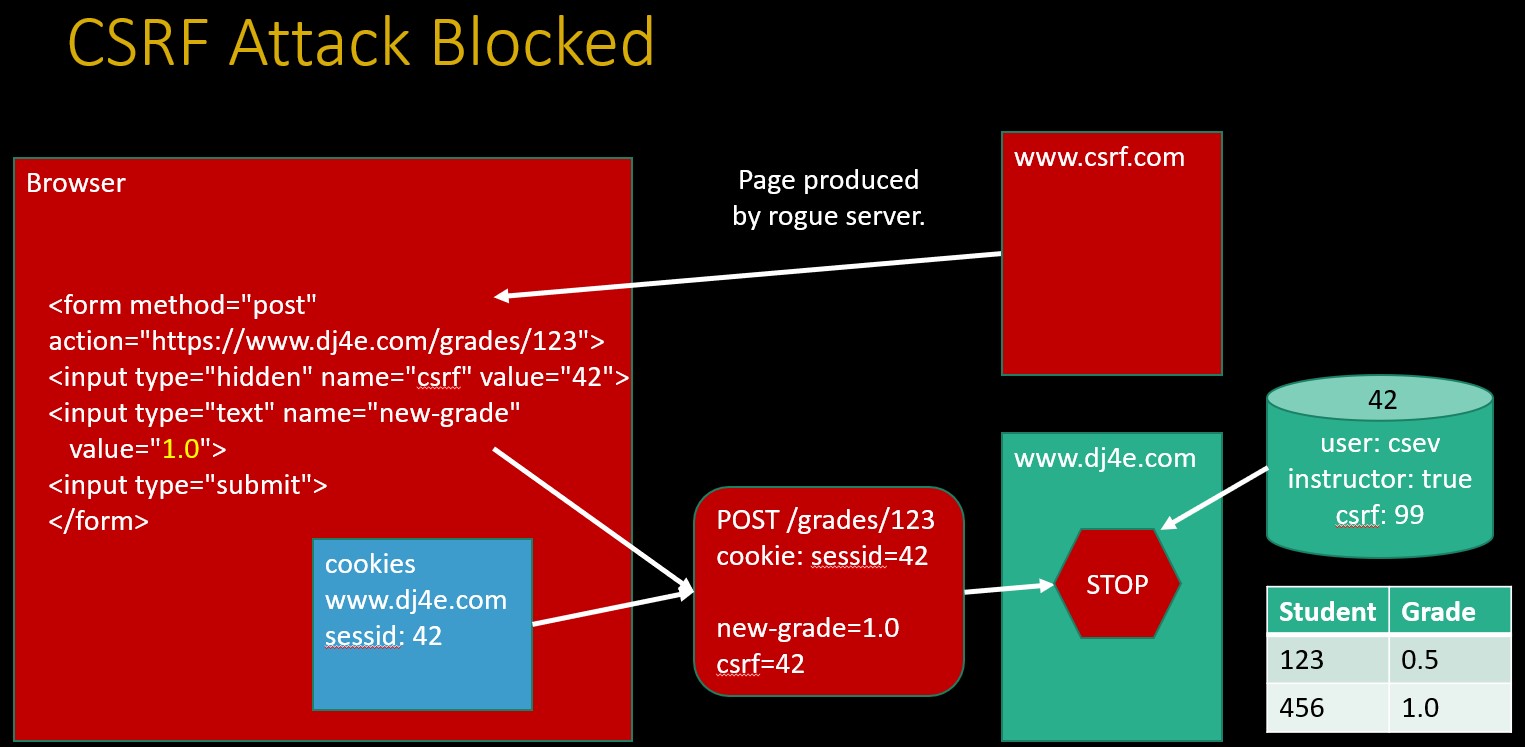 CSRF Attack Blocked
Browser
<form method="post"
action="https://www.dj4e.com/grades/123">
<input type="hidden" name="csrf" value="42">
<input type="text" name="new-grade"
value="1.0">
<input type="submit">
</form>
cookies
www.dj4e.com
sessid: 42
Page produced
by rogue server.
www.csrf.com
POST /grades/123
cookie: sessid=42
new-grade=1.0
csrf=42
www.dj4e.com
STOP
42
user: csev
instructor: true
csrf: 99
Student Grade
123 0.5
456 1.0